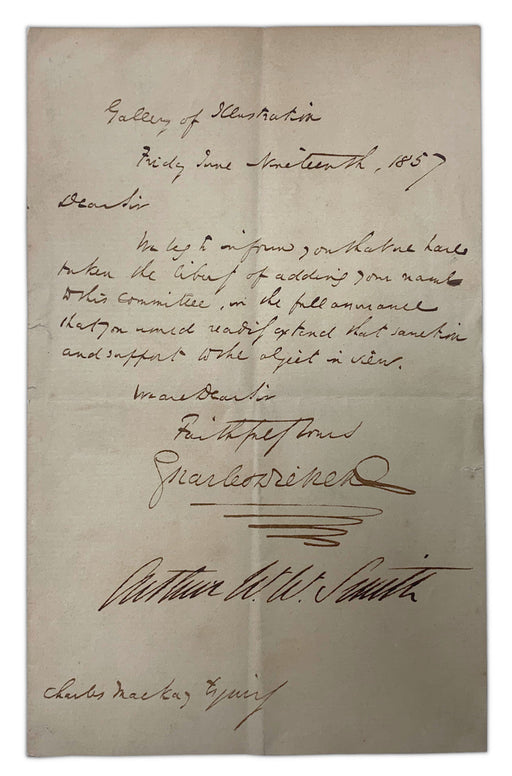 Gallery of Illustration
Friday June Nineteenth, 1857
Dear Sir
We beg to inform you that we have
taken the liberty of adding your name
to this Committee, in the full assurance
that you would readily extend that sanction
and support to the object in view.
We are Dear Sir
Faithfully Yours
Charles Dickens
Arthur W. W. Smith
Charles Mackay Esquire